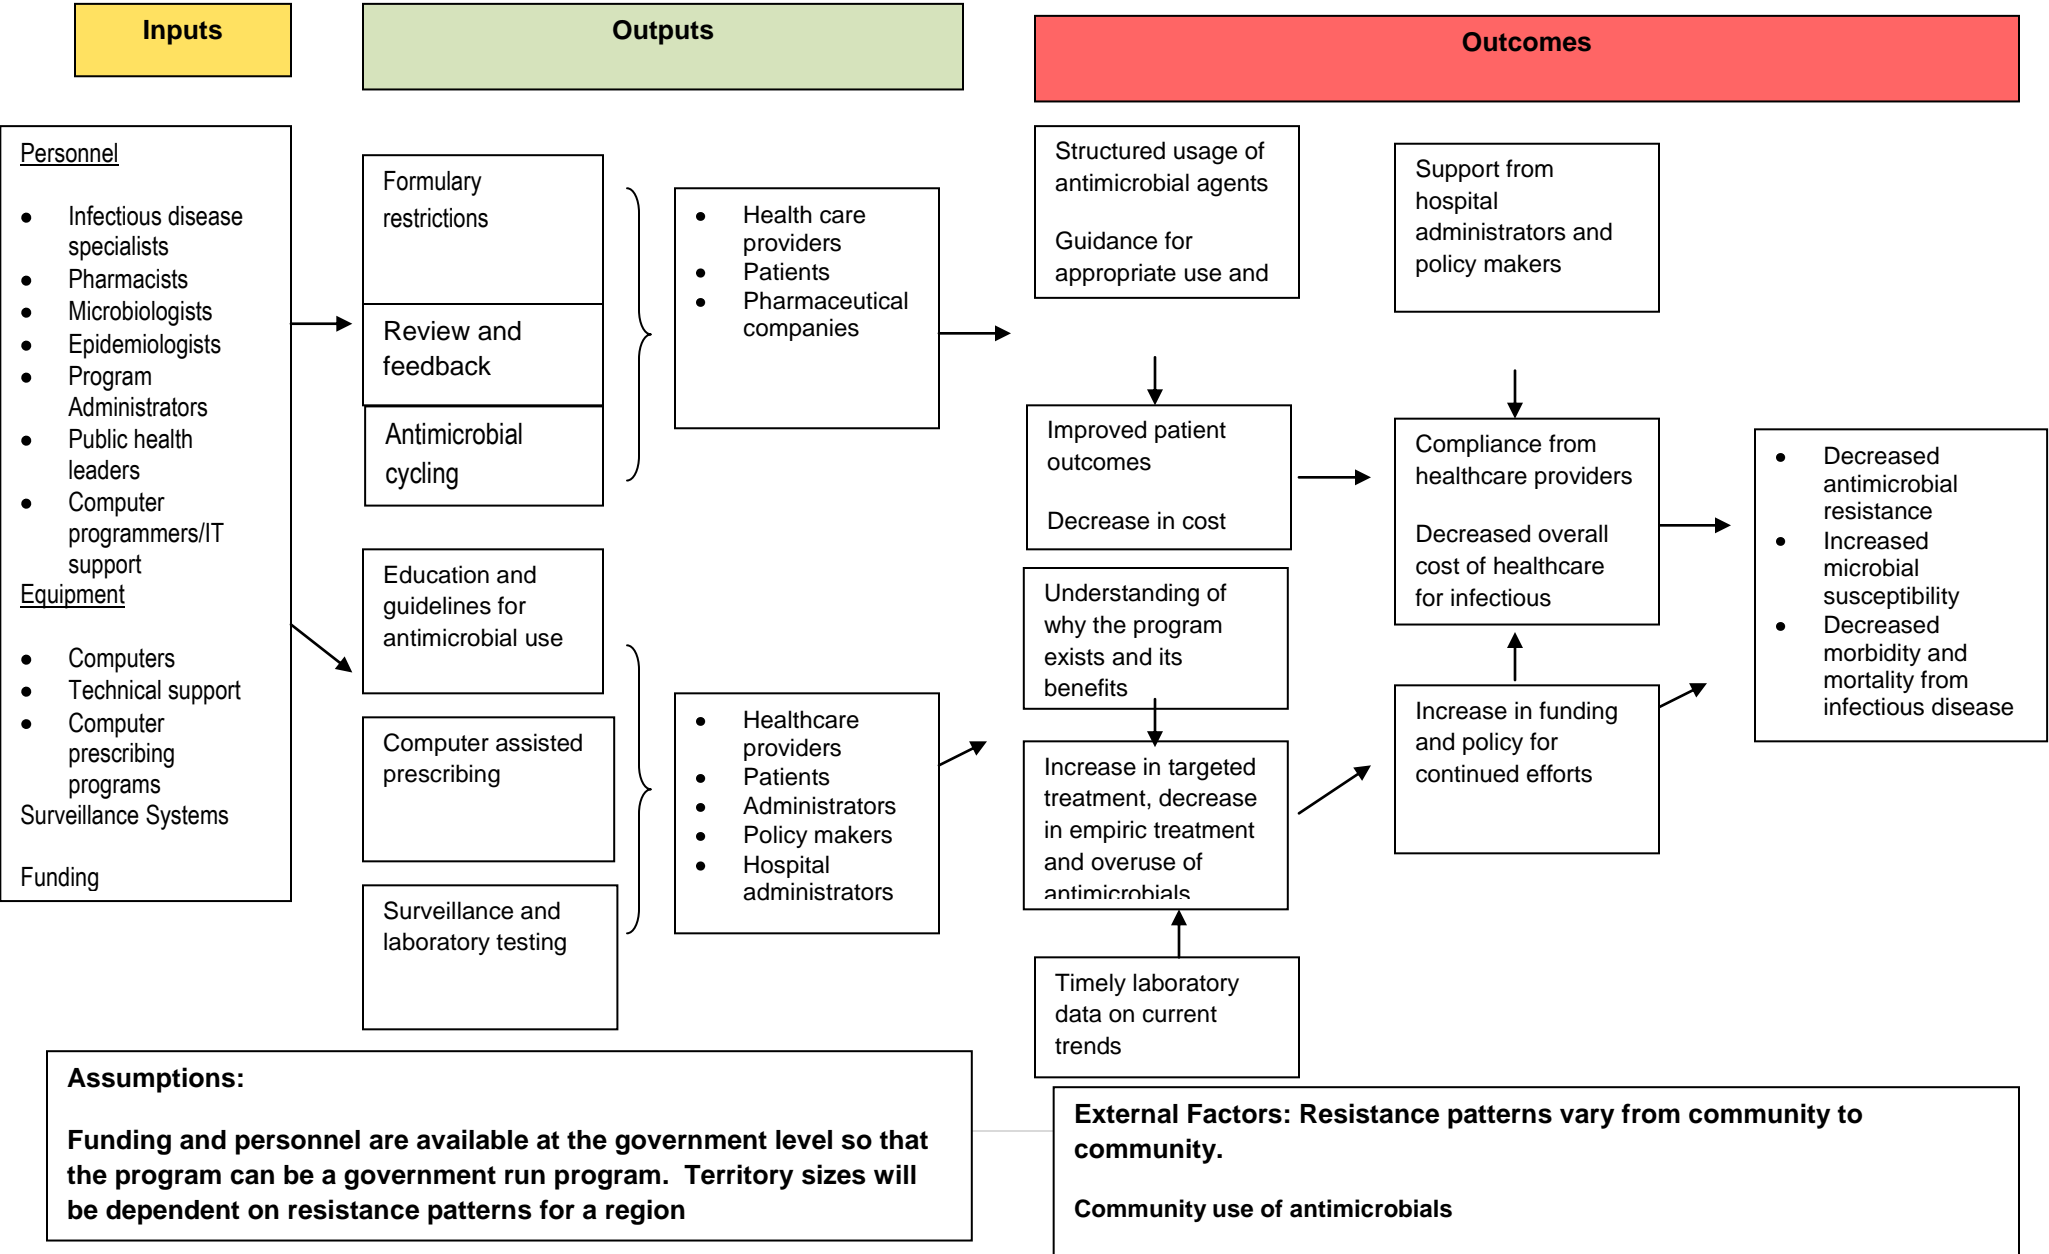 Inputs
Outputs
Outcomes
Personnel
● Infectious disease
specialists
● Pharmacists
● Microbiologists
● Epidemiologists
● Program
Administrators
● Public health
leaders
● Computer
programmers/IT
support
Equipment
● Computers
● Technical support
● Computer
prescribing
programs
Surveillance Systems
Funding
Formulary
restrictions
Review and
feedback
Antimicrobial
cycling
Education and
guidelines for
antimicrobial use
Computer assisted
prescribing
Surveillance and
laboratory testing
● Health care
providers
● Patients
● Pharmaceutical
companies
● Healthcare
providers
● Patients
● Administrators
● Policy makers
● Hospital
administrators
Structured usage of
antimicrobial agents
Guidance for
appropriate use and
Improved patient
outcomes
Decrease in cost
Understanding of
why the program
exists and its
benefits
Increase in targeted
treatment, decrease
in empiric treatment
and overuse of
antimicrobials
Timely laboratory
data on current
trends
Support from
hospital
administrators and
policy makers
Compliance from
healthcare providers
Decreased overall
cost of healthcare
for infectious
Increase in funding
and policy for
continued efforts
● Decreased
antimicrobial
resistance
● Increased
microbial
susceptibility
● Decreased
morbidity and
mortality from
infectious disease
Assumptions:
Funding and personnel are available at the government level so that
the program can be a government run program. Territory sizes will
be dependent on resistance patterns for a region
External Factors: Resistance patterns vary from community to
community.
Community use of antimicrobials